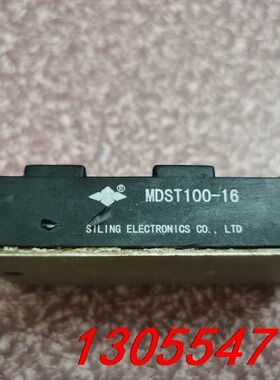 ®
MDST100-16
SILING ELECTRONICS CO., LTD
1305547